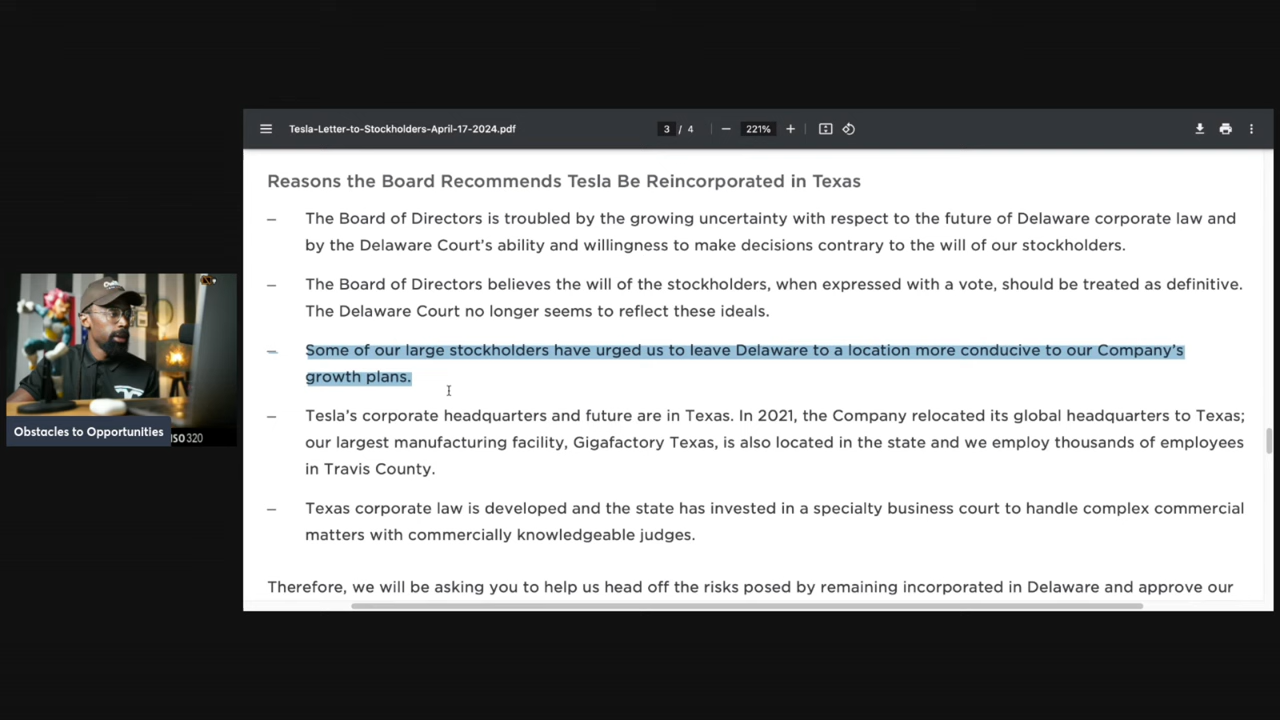 Tesla-Letter-to-Stockholders-April-17-2024.pdf
3 / 4
221%
Reasons the Board Recommends Tesla Be Reincorporated in Texas
– The Board of Directors is troubled by the growing uncertainty with respect to the future of Delaware corporate law and
by the Delaware Court’s ability and willingness to make decisions contrary to the will of our stockholders.
– The Board of Directors believes the will of the stockholders, when expressed with a vote, should be treated as definitive.
The Delaware Court no longer seems to reflect these ideals.
– Some of our large stockholders have urged us to leave Delaware to a location more conducive to our Company’s
growth plans.
– Tesla’s corporate headquarters and future are in Texas. In 2021, the Company relocated its global headquarters to Texas;
our largest manufacturing facility, Gigafactory Texas, is also located in the state and we employ thousands of employees
in Travis County.
– Texas corporate law is developed and the state has invested in a specialty business court to handle complex commercial
matters with commercially knowledgeable judges.
Therefore, we will be asking you to help us head off the risks posed by remaining incorporated in Delaware and approve our
Obstacles to Opportunities
ISO 320